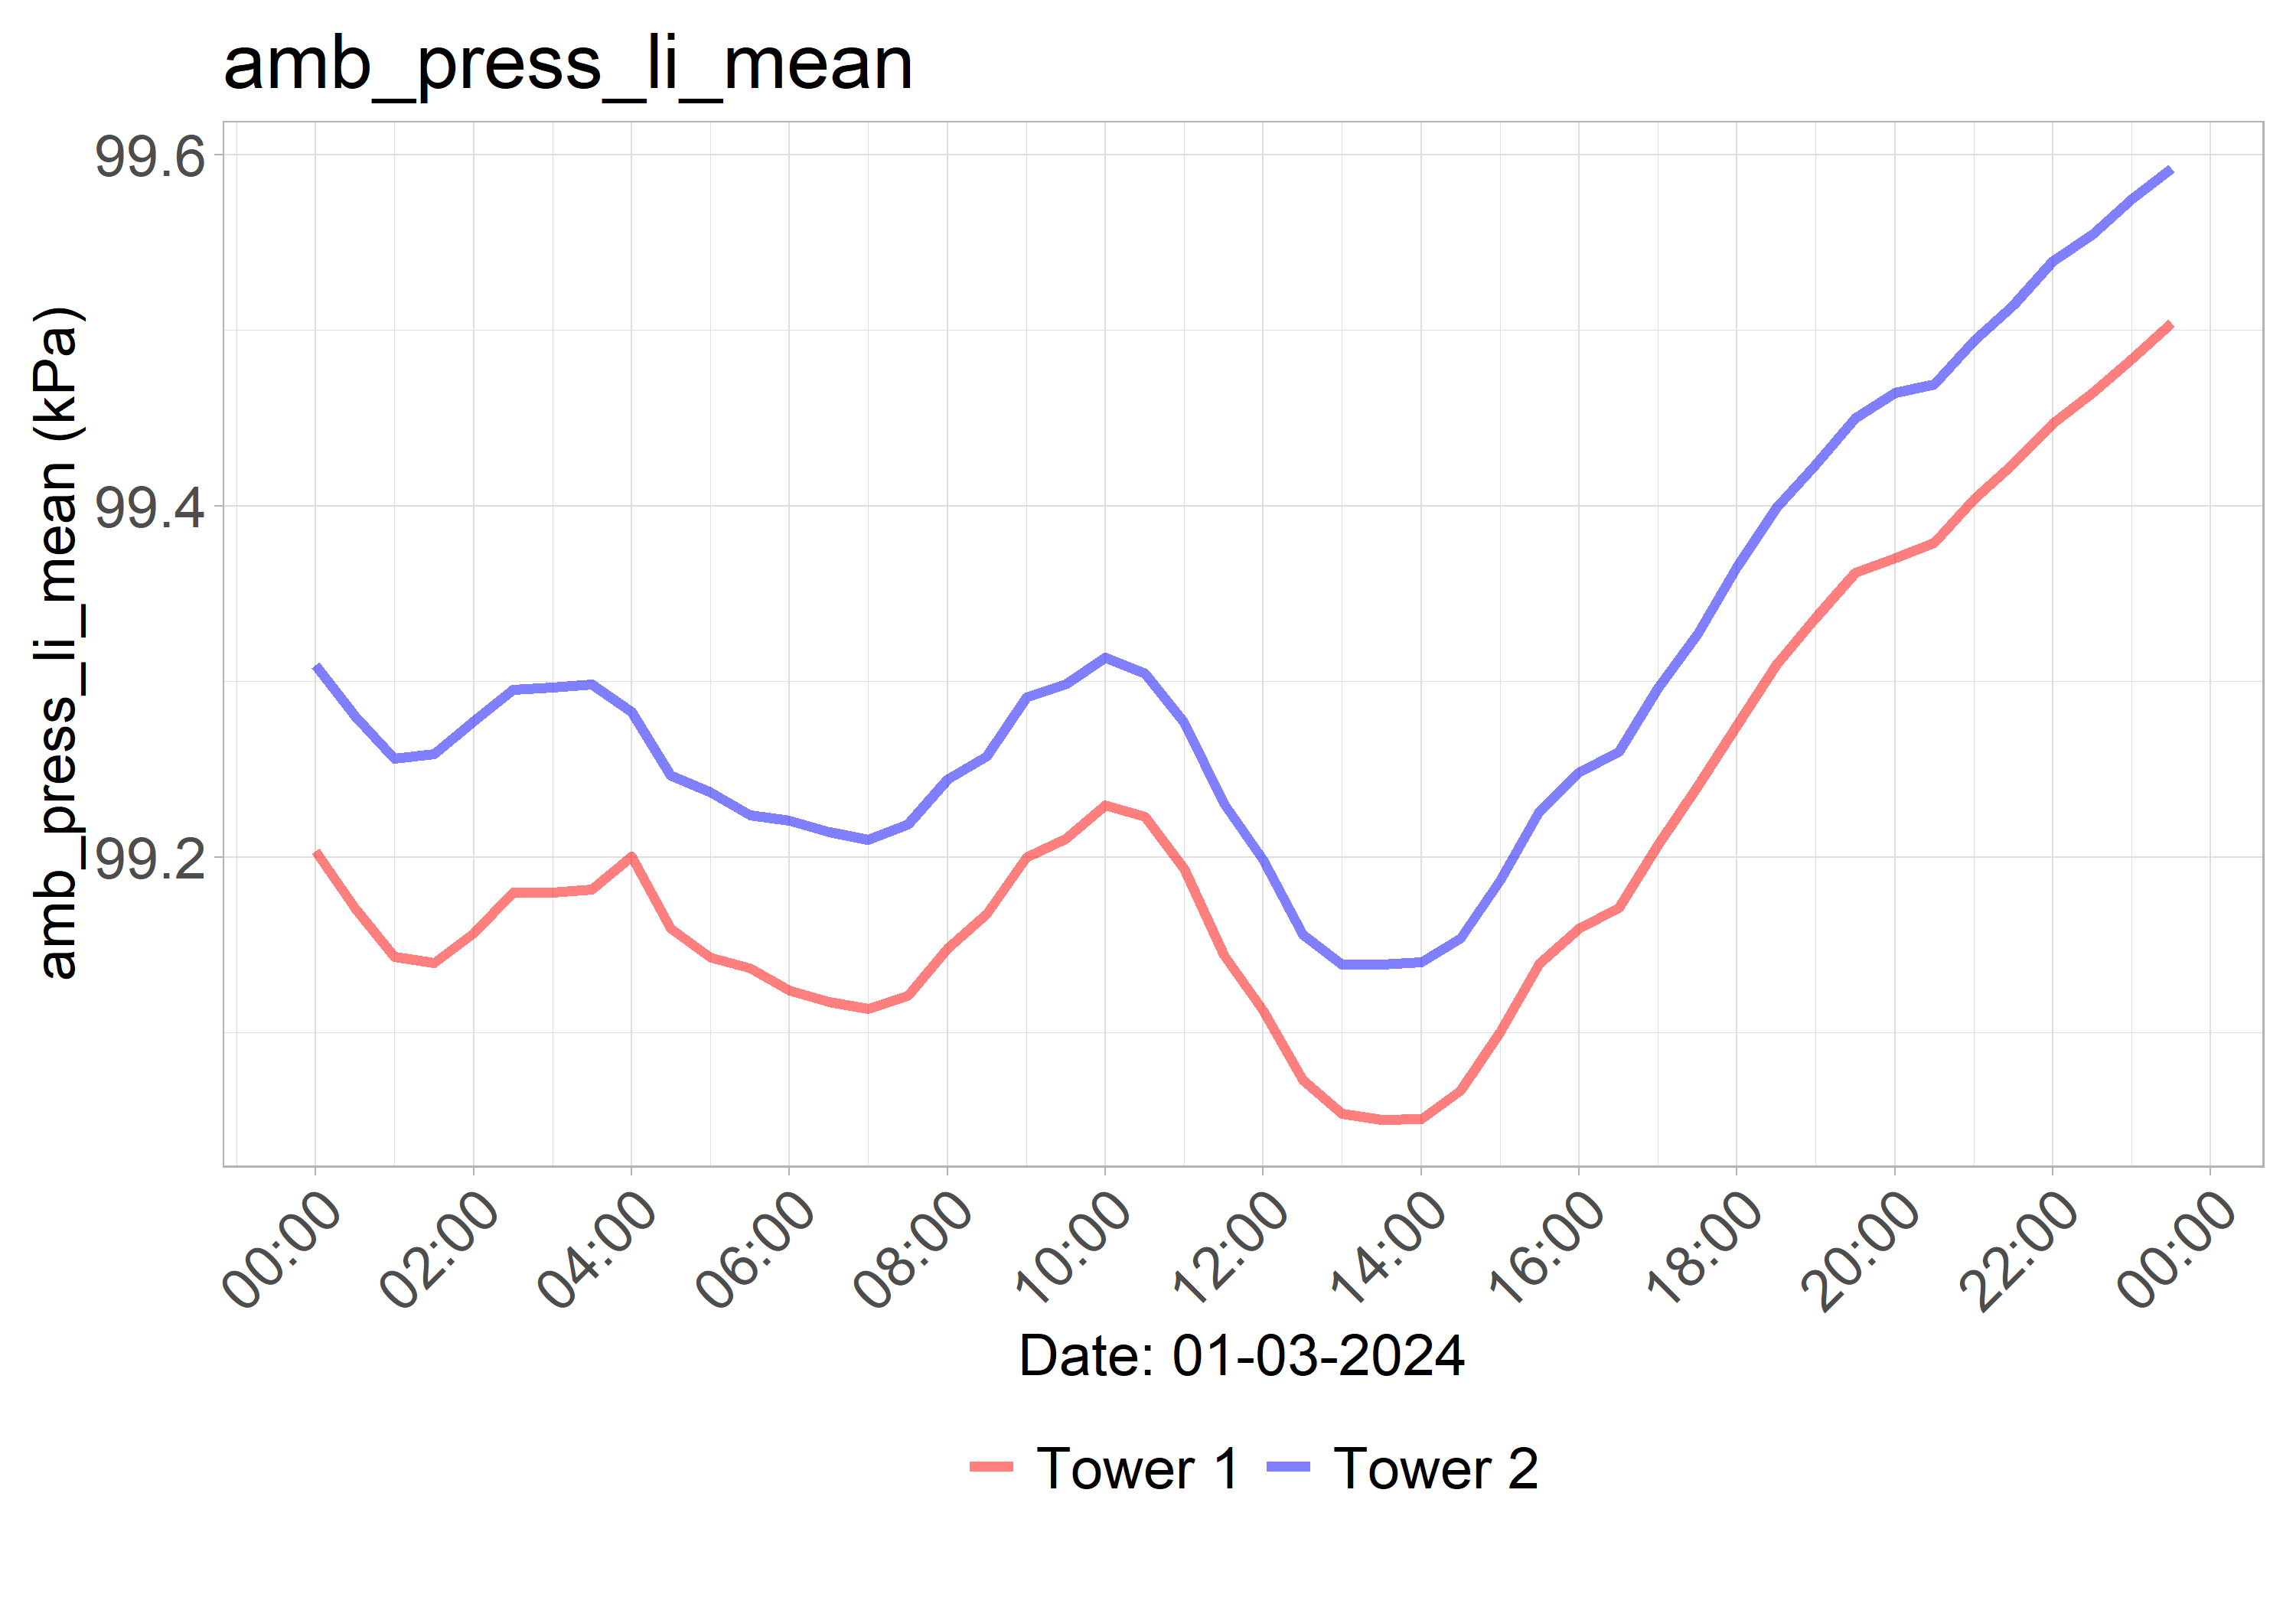 amb_press_li_mean
amb_press_li_mean (kPa)
99.6
99.4
99.2
00:00 02:00 04:00 06:00 08:00 10:00 12:00 14:00 16:00 18:00 20:00 22:00 00:00
Date: 01-03-2024
Tower 1 Tower 2